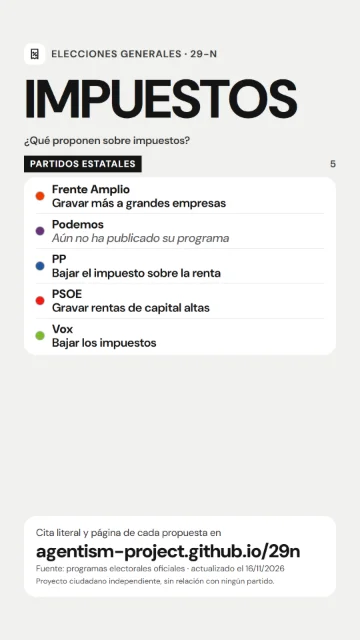 ELECCIONES GENERALES · 29-N
IMPUESTOS
¿Qué proponen sobre impuestos?
PARTIDOS ESTATALES 5
Frente Amplio
Gravar más a grandes empresas
Podemos
Aún no ha publicado su programa
PP
Bajar el impuesto sobre la renta
PSOE
Gravar rentas de capital altas
Vox
Bajar los impuestos
Cita literal y página de cada propuesta en
agentism-project.github.io/29n
Fuente: programas electorales oficiales · actualizado el 16/11/2026
Proyecto ciudadano independiente, sin relación con ningún partido.